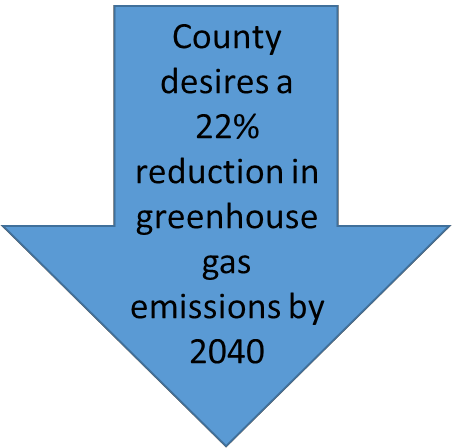 County
desires a
22%
reduction in
greenhouse
gas
emissions by
2040